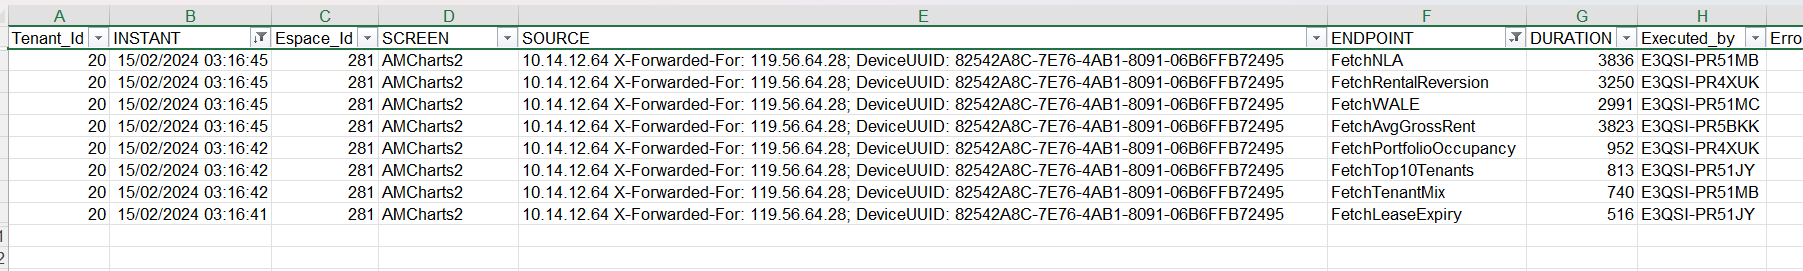 A B C D E F G H
Tenant_Id INSTANT Espace_Id SCREEN SOURCE ENDPOINT DURATION Executed_by Erro
20 15/02/2024 03:16:45 281 AMCharts2 10.14.12.64 X-Forwarded-For: 119.56.64.28; DeviceUUID: 82542A8C-7E76-4AB1-8091-06B6FFB72495 FetchNLA 3836 E3QSI-PR51MB
20 15/02/2024 03:16:45 281 AMCharts2 10.14.12.64 X-Forwarded-For: 119.56.64.28; DeviceUUID: 82542A8C-7E76-4AB1-8091-06B6FFB72495 FetchRentalReversion 3250 E3QSI-PR4XUK
20 15/02/2024 03:16:45 281 AMCharts2 10.14.12.64 X-Forwarded-For: 119.56.64.28; DeviceUUID: 82542A8C-7E76-4AB1-8091-06B6FFB72495 FetchWALE 2991 E3QSI-PR51MC
20 15/02/2024 03:16:45 281 AMCharts2 10.14.12.64 X-Forwarded-For: 119.56.64.28; DeviceUUID: 82542A8C-7E76-4AB1-8091-06B6FFB72495 FetchAvgGrossRent 3823 E3QSI-PR5BKK
20 15/02/2024 03:16:42 281 AMCharts2 10.14.12.64 X-Forwarded-For: 119.56.64.28; DeviceUUID: 82542A8C-7E76-4AB1-8091-06B6FFB72495 FetchPortfolioOccupancy 952 E3QSI-PR4XUK
20 15/02/2024 03:16:42 281 AMCharts2 10.14.12.64 X-Forwarded-For: 119.56.64.28; DeviceUUID: 82542A8C-7E76-4AB1-8091-06B6FFB72495 FetchTop10Tenants 813 E3QSI-PR51JY
20 15/02/2024 03:16:42 281 AMCharts2 10.14.12.64 X-Forwarded-For: 119.56.64.28; DeviceUUID: 82542A8C-7E76-4AB1-8091-06B6FFB72495 FetchTenantMix 740 E3QSI-PR51MB
20 15/02/2024 03:16:41 281 AMCharts2 10.14.12.64 X-Forwarded-For: 119.56.64.28; DeviceUUID: 82542A8C-7E76-4AB1-8091-06B6FFB72495 FetchLeaseExpiry 516 E3QSI-PR51JY
1
2